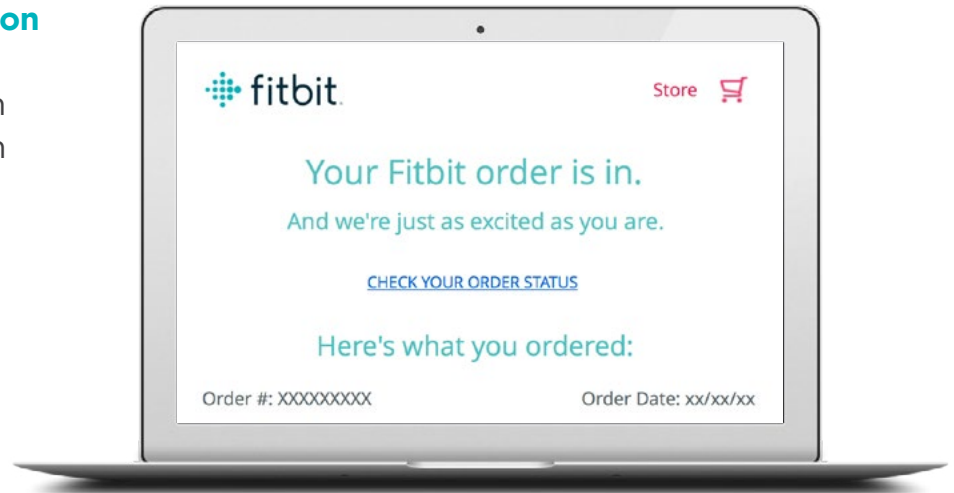 on
fitbit.
Store
Your Fitbit order is in.
And we're just as excited as you are.
CHECK YOUR ORDER STATUS
Here's what you ordered:
Order #: XXXXXXXXX
Order Date: xx/xx/xx